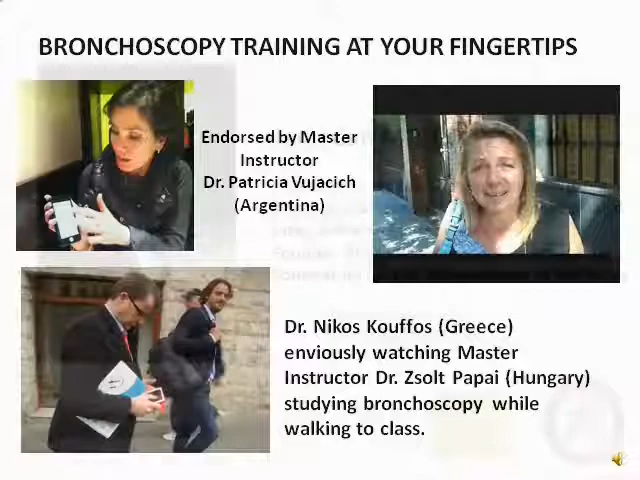 BRONCHOSCOPY TRAINING AT YOUR FINGERTIPS
Endorsed by Master
Instructor
Dr. Patricia Vujacich
(Argentina)
Dr. Nikos Kouffos (Greece)
enviously watching Master
Instructor Dr. Zsolt Papai (Hungary)
studying bronchoscopy while
walking to class.